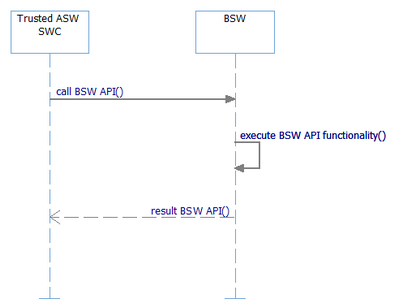 Trusted ASW
SWC
BSW
call BSW API()
execute BSW API functionality()
result BSW API()